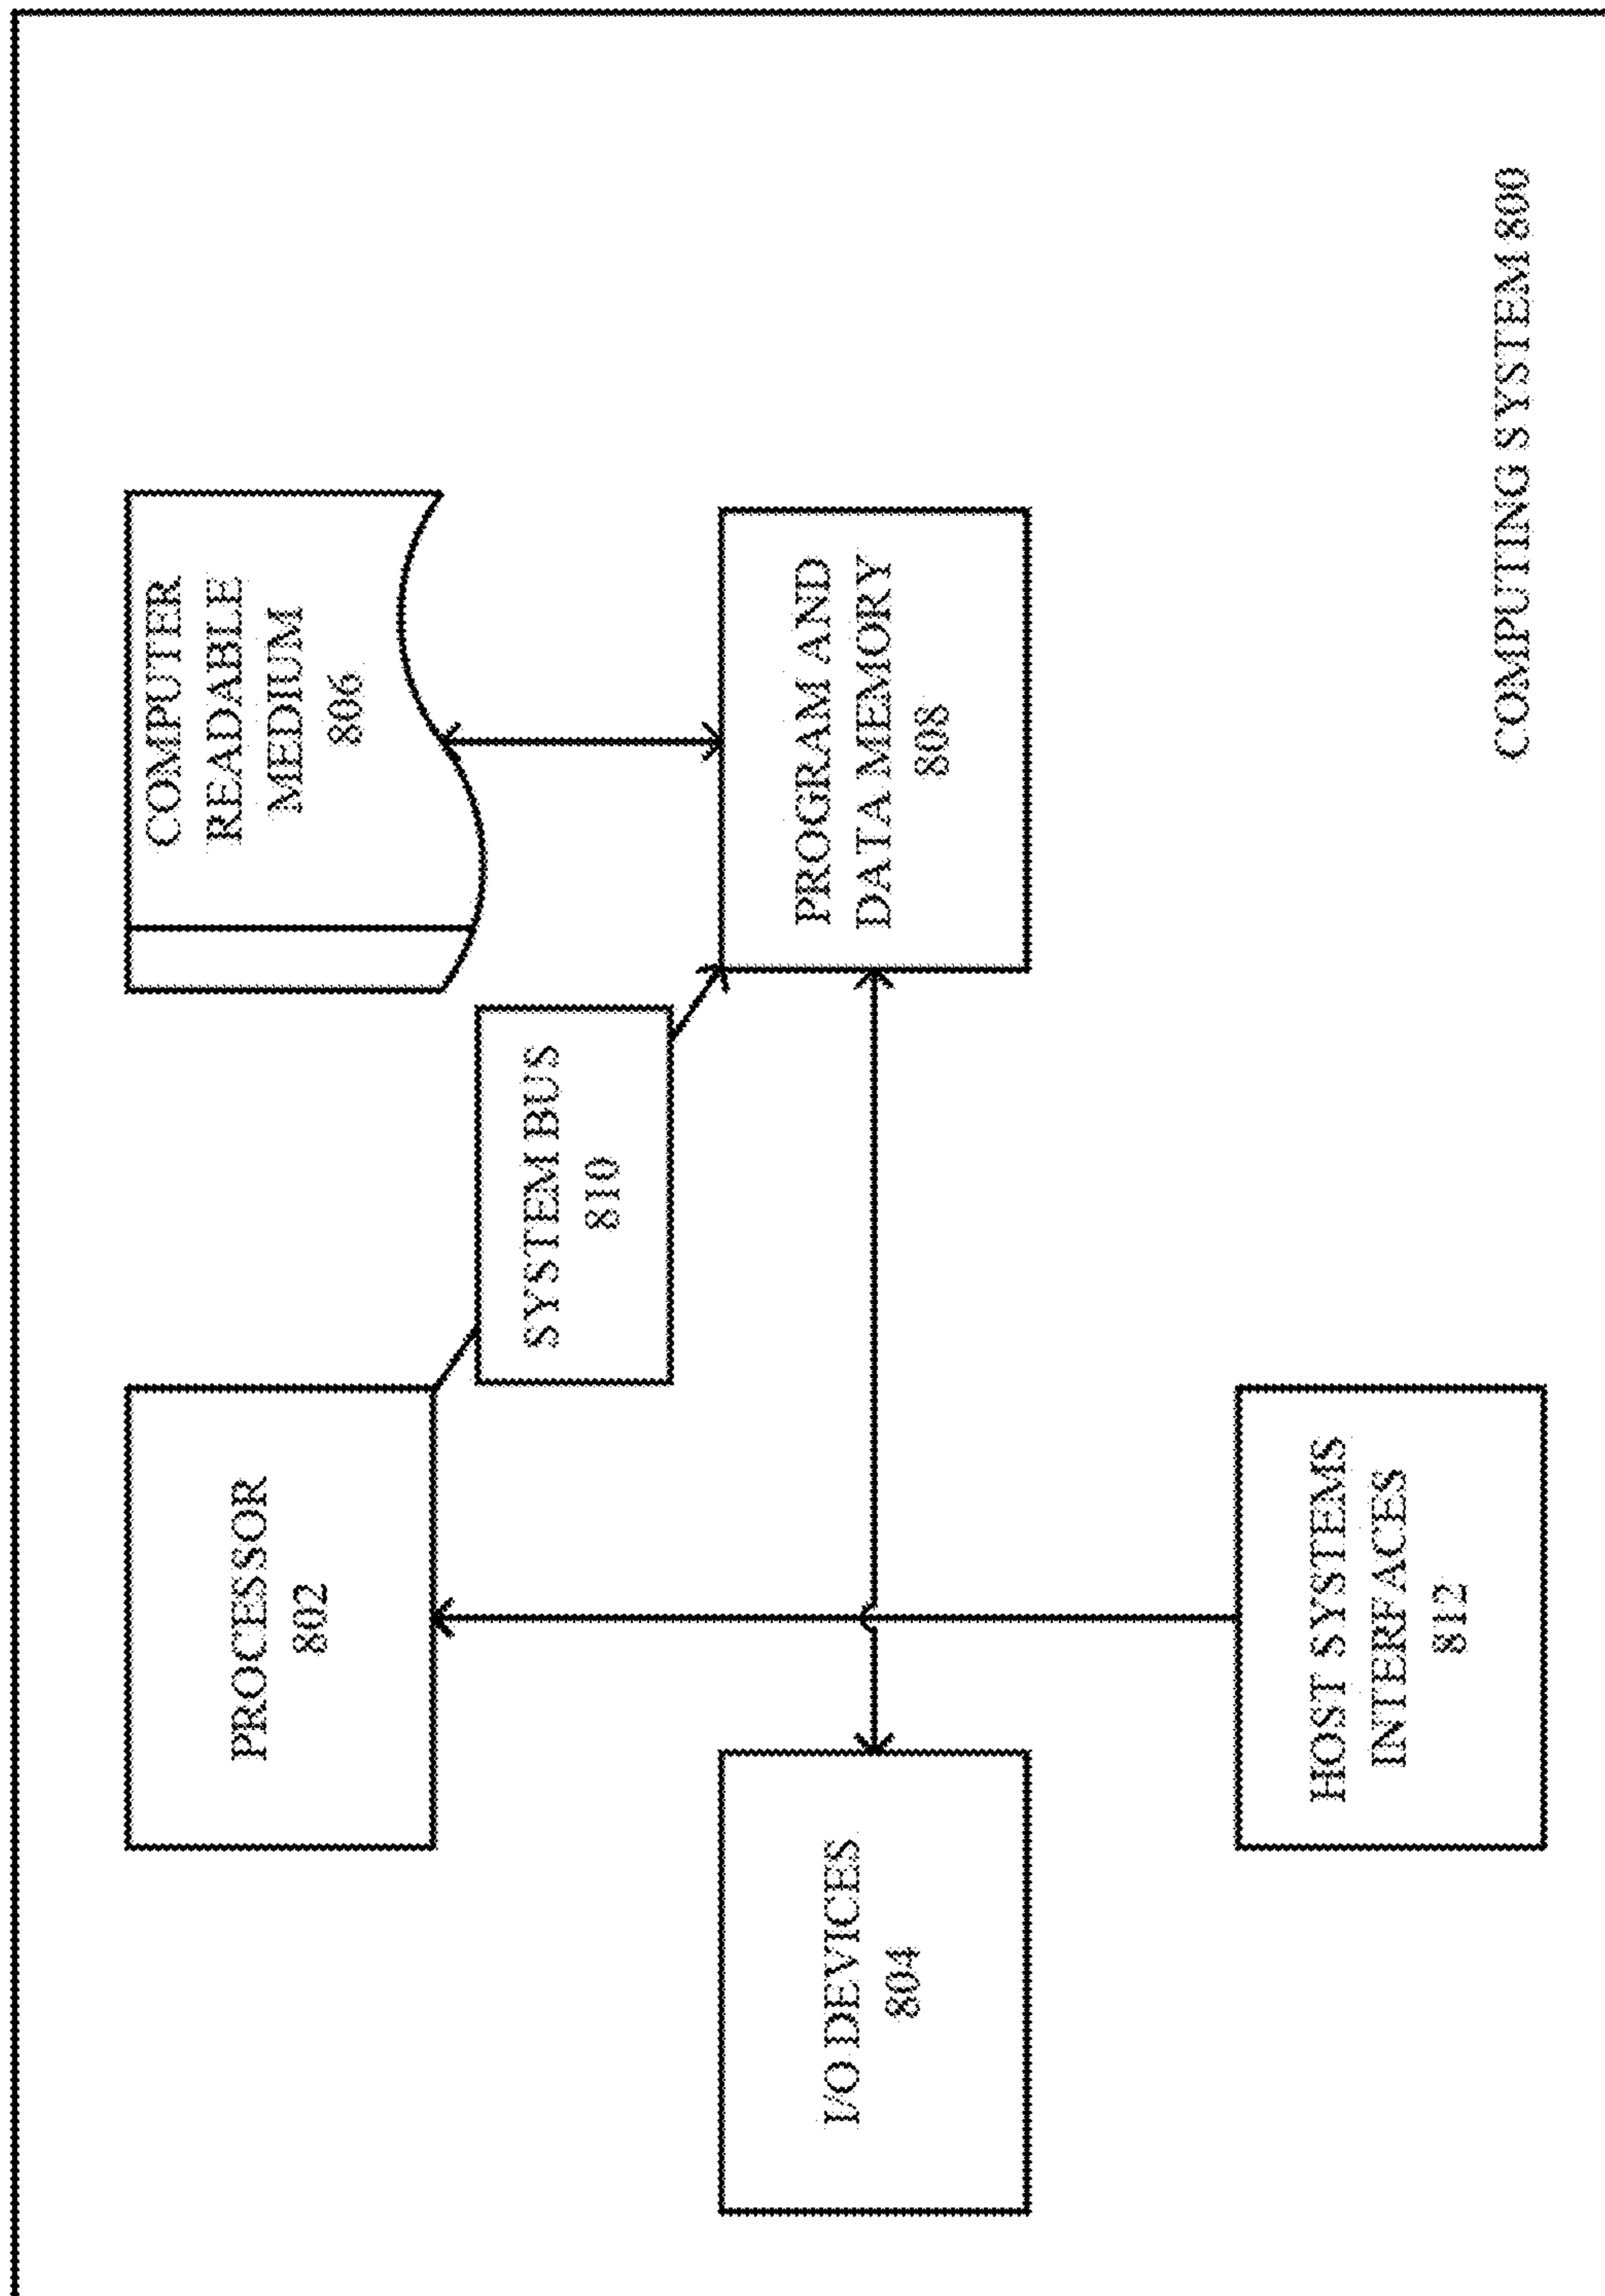 PROCESSOR
802
COMPUTER
READABLE
MEDIUM
806
SYSTEM BUS
810
I/O DEVICES
804
PROGRAM AND
DATA MEMORY
808
HOST SYSTEMS
INTERFACES
812
COMPUTING SYSTEM 800